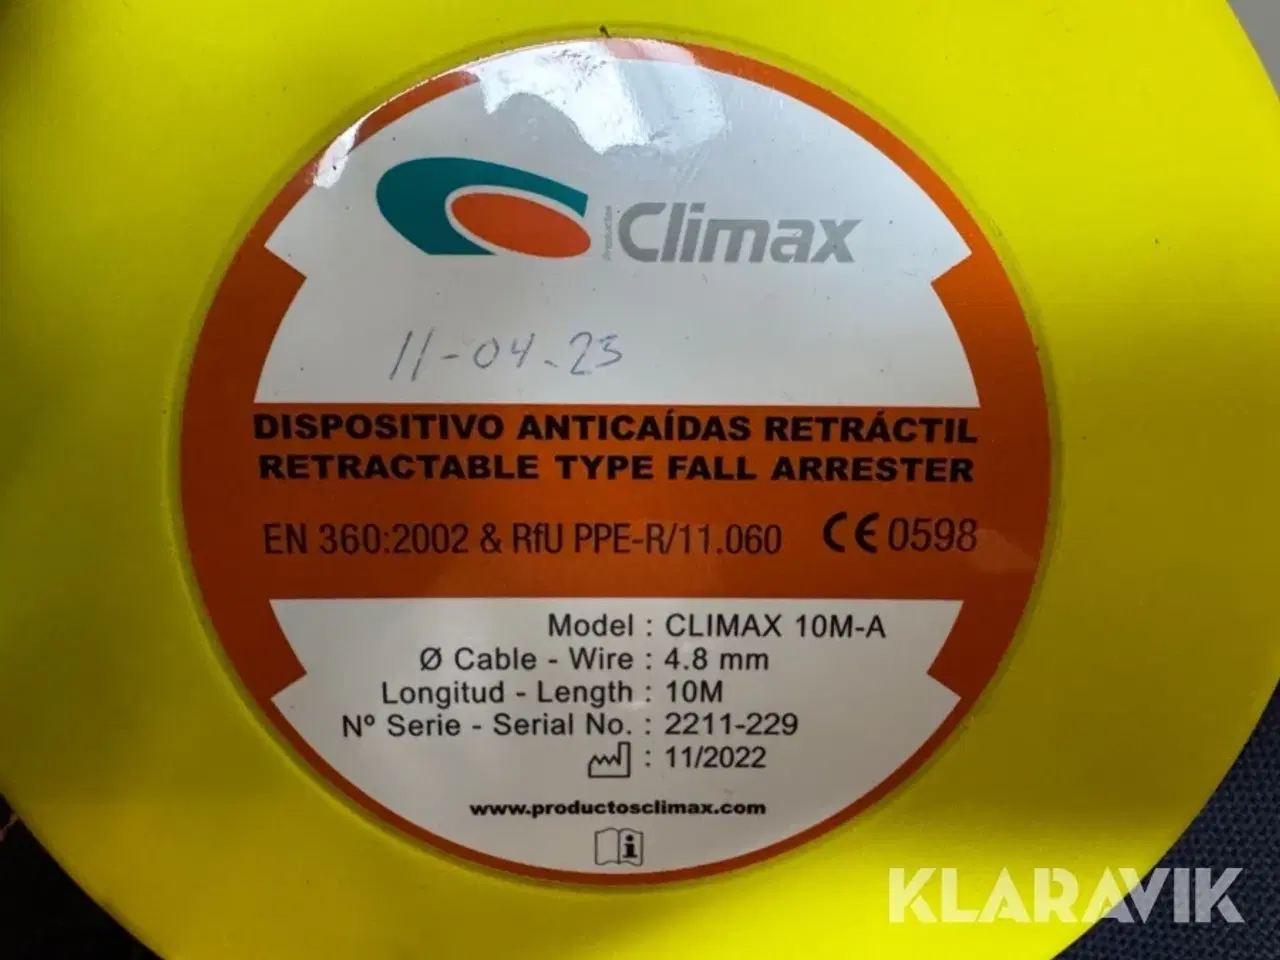 Productos Climax
11-04-23
DISPOSITIVO ANTICAÍDAS RETRÁCTIL
RETRACTABLE TYPE FALL ARRESTER
EN 360:2002 & RfU PPE-R/11.060 CE 0598
Model : CLIMAX 10M-A
Ø Cable - Wire : 4.8 mm
Longitud - Length : 10M
Nº Serie - Serial No. : 2211-229
: 11/2022
www.productosclimax.com
i
KLARAVIK